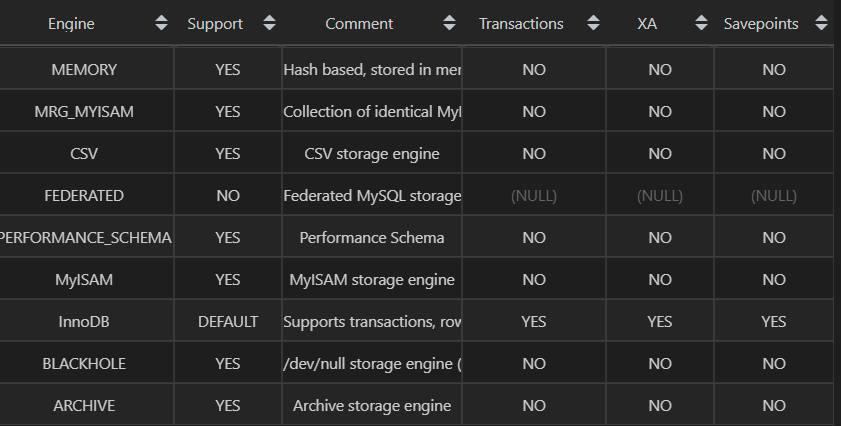 Engine Support Comment Transactions XA Savepoints
MEMORY YES Hash based, stored in NO NO NO
MRG_MYISAM YES Collection of identical NO NO NO
CSV YES CSV storage engine NO NO NO
FEDERATED NO Federated MySQL storage (NULL) (NULL) (NULL)
PERFORMANCE_SCHEMA YES Performance Schema NO NO NO
MyISAM YES MyISAM storage engine NO NO NO
InnoDB DEFAULT Supports transactions, YES YES YES
BLACKHOLE YES /dev/null storage engine ( NO NO NO
ARCHIVE YES Archive storage engine NO NO NO